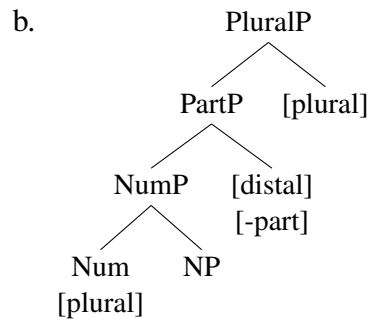 b.
PluralP
PartP [plural]
NumP [distal]
[-part]
Num NP
[plural]